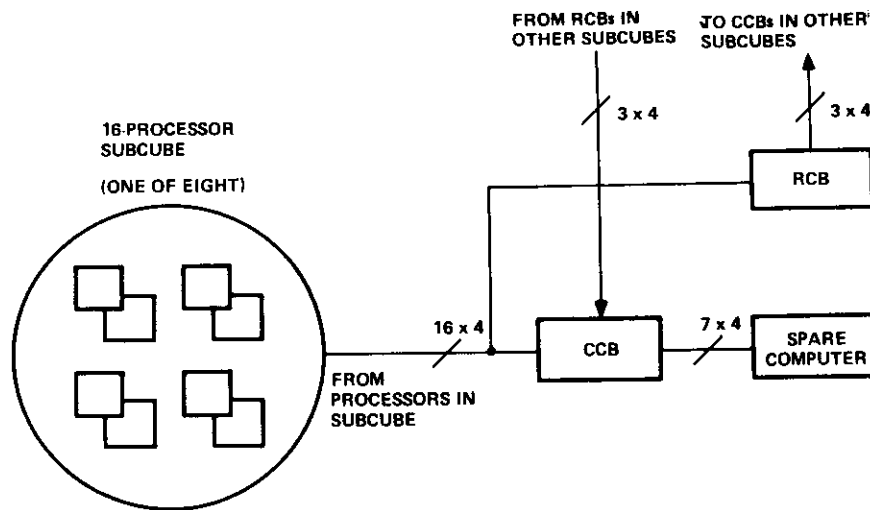 FROM RCBs IN
OTHER SUBCUBES
TO CCBs IN OTHER
SUBCUBES
3 x 4
3 x 4
16-PROCESSOR
SUBCUBE
(ONE OF EIGHT)
RCB
16 x 4
CCB
7 x 4
SPARE
COMPUTER
FROM
PROCESSORS IN
SUBCUBE